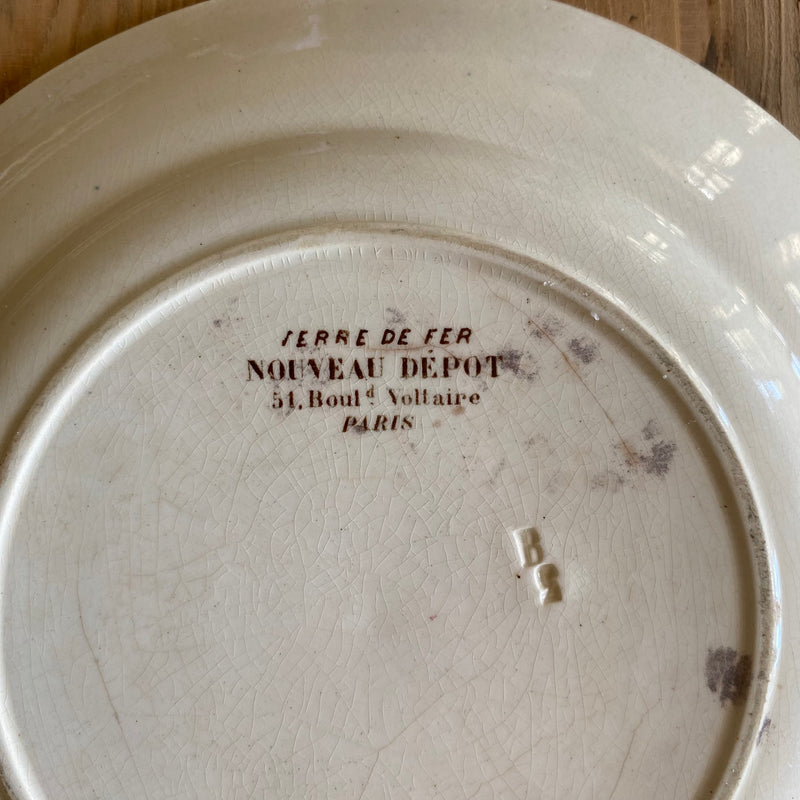 TERRE DE FER
NOUVEAU DÉPOT
51, Boul.d Voltaire
PARIS
B